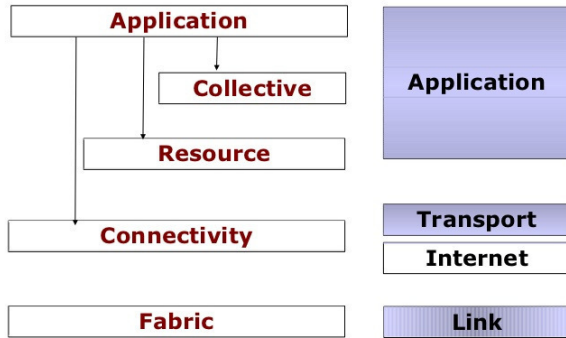 Application
Collective
Resource
Connectivity
Fabric
Application
Transport
Internet
Link